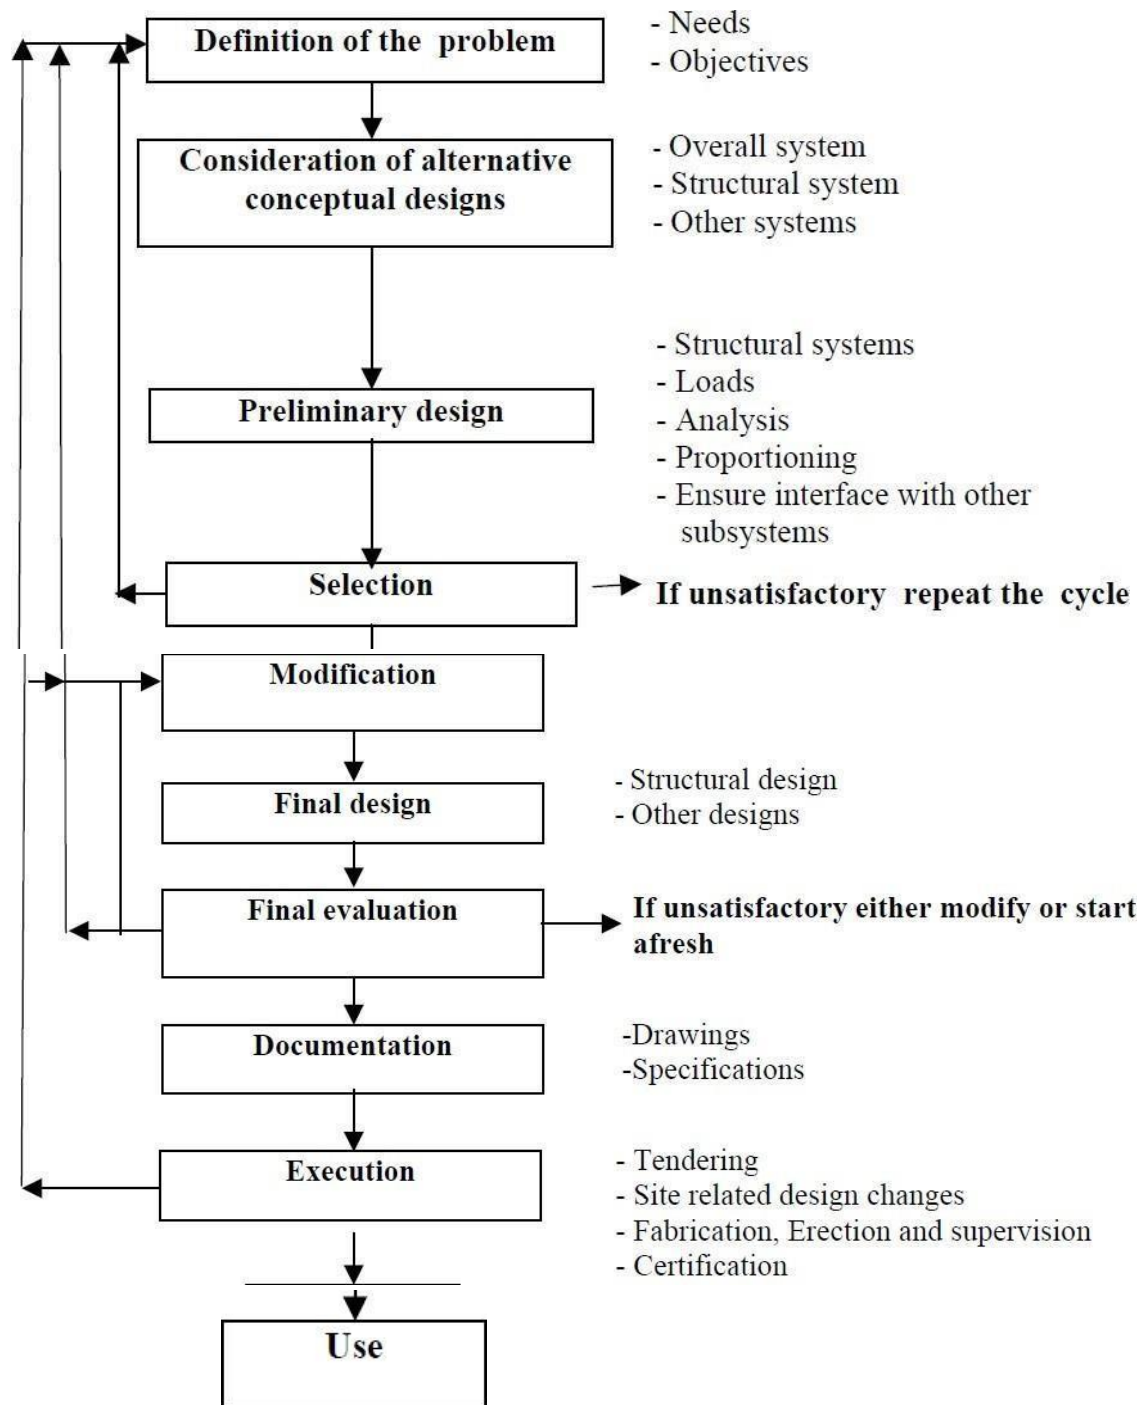 Definition of the problem
- Needs
- Objectives
Consideration of alternative
conceptual designs
- Overall system
- Structural system
- Other systems
Preliminary design
- Structural systems
- Loads
- Analysis
- Proportioning
- Ensure interface with other
subsystems
Selection
If unsatisfactory repeat the cycle
Modification
Final design
- Structural design
- Other designs
Final evaluation
If unsatisfactory either modify or start
afresh
Documentation
-Drawings
-Specifications
Execution
- Tendering
- Site related design changes
- Fabrication, Erection and supervision
- Certification
Use